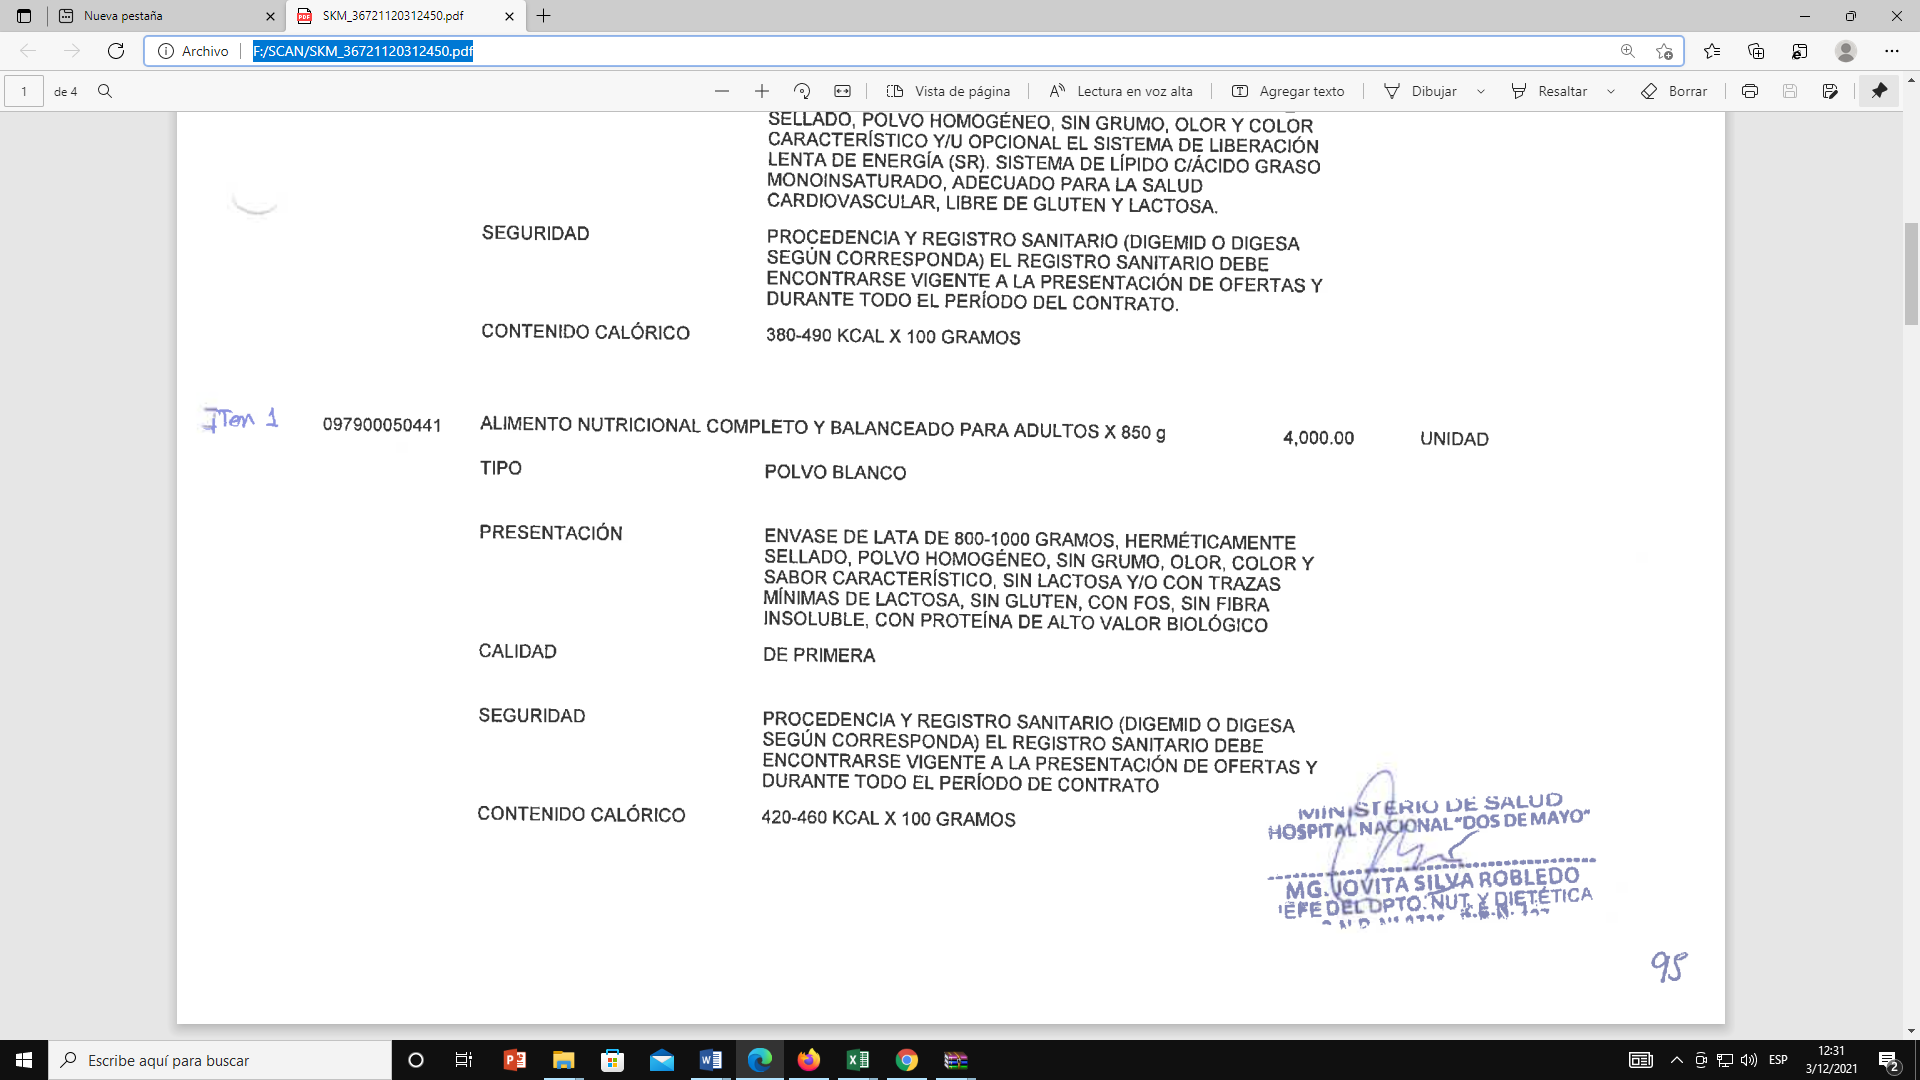 Nueva pestaña
SKM_36721120312450.pdf
Archivo
F:/SCAN/SKM_36721120312450.pdf
1 de 4
Vista de página
Lectura en voz alta
Agregar texto
Dibujar
Resaltar
Borrar
SELLADO, POLVO HOMOGÉNEO, SIN GRUMO, OLOR Y COLOR
CARACTERÍSTICO Y/U OPCIONAL EL SISTEMA DE LIBERACIÓN
LENTA DE ENERGÍA (SR). SISTEMA DE LÍPIDO C/ÁCIDO GRASO
MONOINSATURADO, ADECUADO PARA LA SALUD
CARDIOVASCULAR, LIBRE DE GLUTEN Y LACTOSA.
SEGURIDAD
PROCEDENCIA Y REGISTRO SANITARIO (DIGEMID O DIGESA
SEGÚN CORRESPONDA) EL REGISTRO SANITARIO DEBE
ENCONTRARSE VIGENTE A LA PRESENTACIÓN DE OFERTAS Y
DURANTE TODO EL PERÍODO DEL CONTRATO.
CONTENIDO CALÓRICO 380-490 KCAL X 100 GRAMOS
ITem 1 097900050441 ALIMENTO NUTRICIONAL COMPLETO Y BALANCEADO PARA ADULTOS X 850 g 4,000.00 UNIDAD
TIPO POLVO BLANCO
PRESENTACIÓN
ENVASE DE LATA DE 800-1000 GRAMOS, HERMÉTICAMENTE
SELLADO, POLVO HOMOGÉNEO, SIN GRUMO, OLOR, COLOR Y
SABOR CARACTERÍSTICO, SIN LACTOSA Y/O CON TRAZAS
MÍNIMAS DE LACTOSA, SIN GLUTEN, CON FOS, SIN FIBRA
INSOLUBLE, CON PROTEÍNA DE ALTO VALOR BIOLÓGICO
CALIDAD DE PRIMERA
SEGURIDAD
PROCEDENCIA Y REGISTRO SANITARIO (DIGEMID O DIGESA
SEGÚN CORRESPONDA) EL REGISTRO SANITARIO DEBE
ENCONTRARSE VIGENTE A LA PRESENTACIÓN DE OFERTAS Y
DURANTE TODO EL PERÍODO DE CONTRATO
CONTENIDO CALÓRICO 420-460 KCAL X 100 GRAMOS
MINISTERIO DE SALUD
HOSPITAL NACIONAL "DOS DE MAYO"
MG. JOVITA SILVA ROBLEDO
JEFE DEL DPTO. NUT. Y DIETÉTICA
95
Escribe aquí para buscar
ESP
12:31
3/12/2021
2